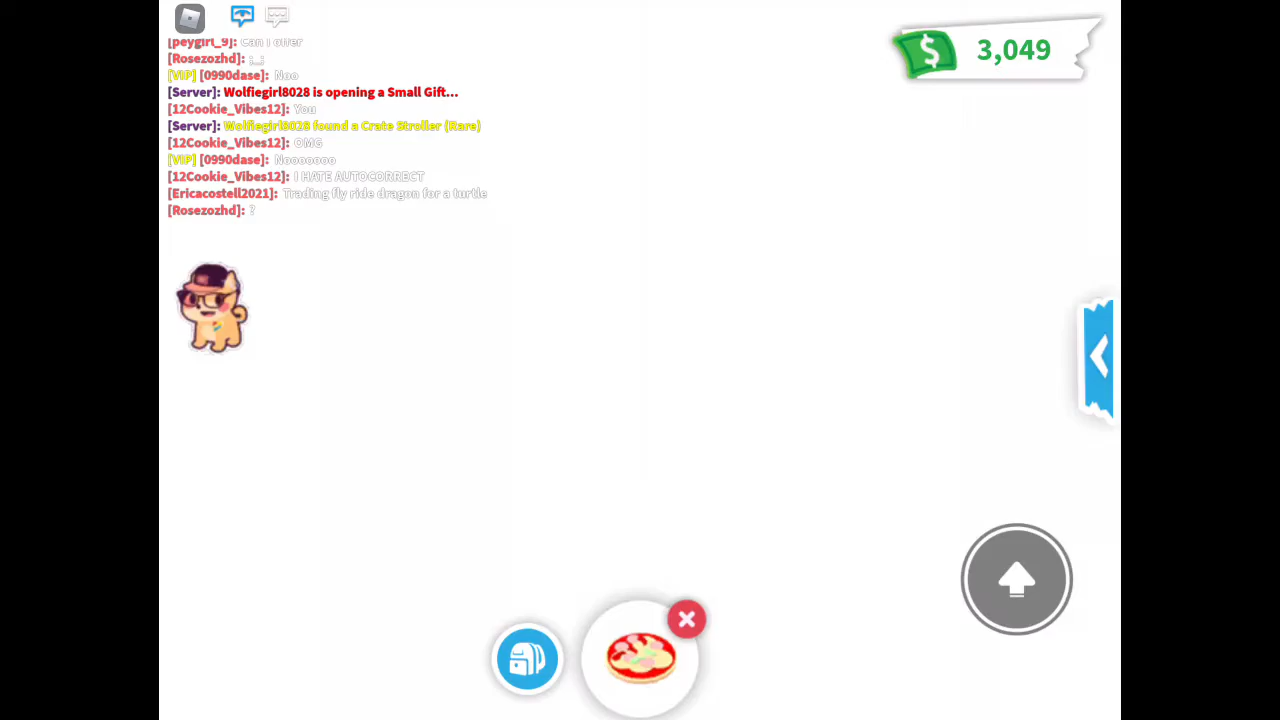 [peygirl_9]: Can I offer
[Rosezozhd]: ;_;
[VIP] [0990dase]: Noo
[Server]: Wolfiegirl8028 is opening a Small Gift...
[12Cookie_Vibes12]: You
[Server]: Wolfiegirl8028 found a Crate Stroller (Rare)
[12Cookie_Vibes12]: OMG
[VIP] [0990dase]: Nooooooo
[12Cookie_Vibes12]: I HATE AUTOCORRECT
[Ericacostell2021]: Trading fly ride dragon for a turtle
[Rosezozhd]: ?
$ 3,049